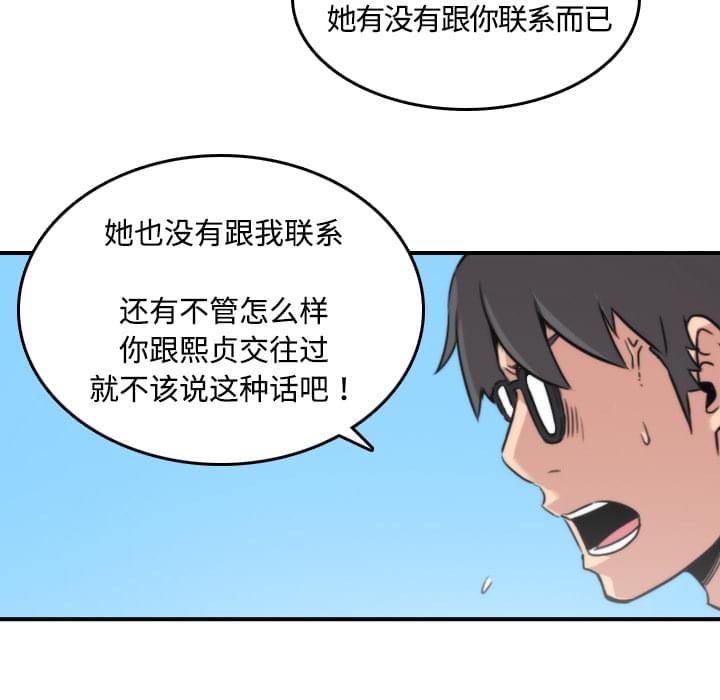 她有没有跟你联系而已
她也没有跟我联系
还有不管怎么样
你跟熙贞交往过
就不该说这种话吧！